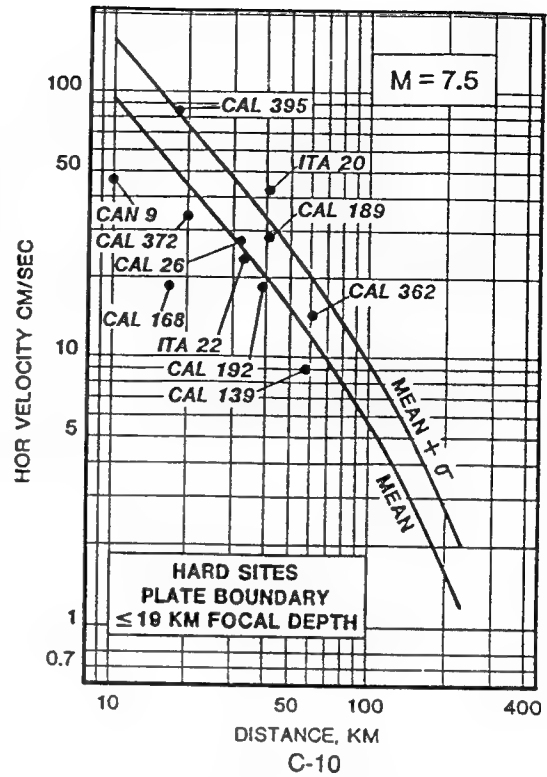 M = 7.5
100
50
10
5
1
0.7
HOR VELOCITY CM/SEC
CAL 395
ITA 20
CAN 9
CAL 189
CAL 372
CAL 26
CAL 362
CAL 168
ITA 22
CAL 192
CAL 139
MEAN + σ
MEAN
HARD SITES
PLATE BOUNDARY
≤ 19 KM FOCAL DEPTH
10
50
100
400
DISTANCE, KM
C-10